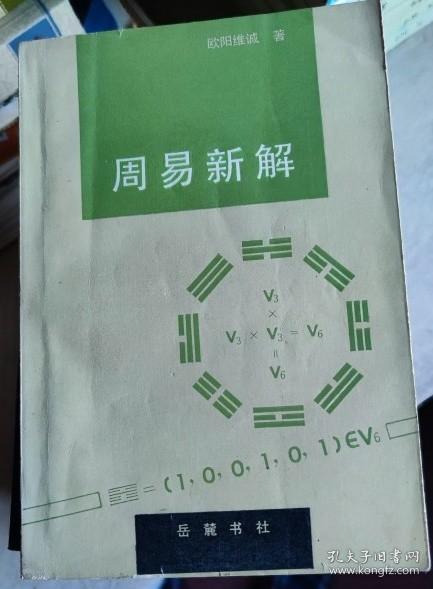 欧阳维诚 著
周易新解
V₃
×
V₃ × V₃ = V₆
=
V₆
= (1, 0, 0, 1, 0, 1) ∈ V₆
岳麓书社
孔夫子旧书网
kongfz.com